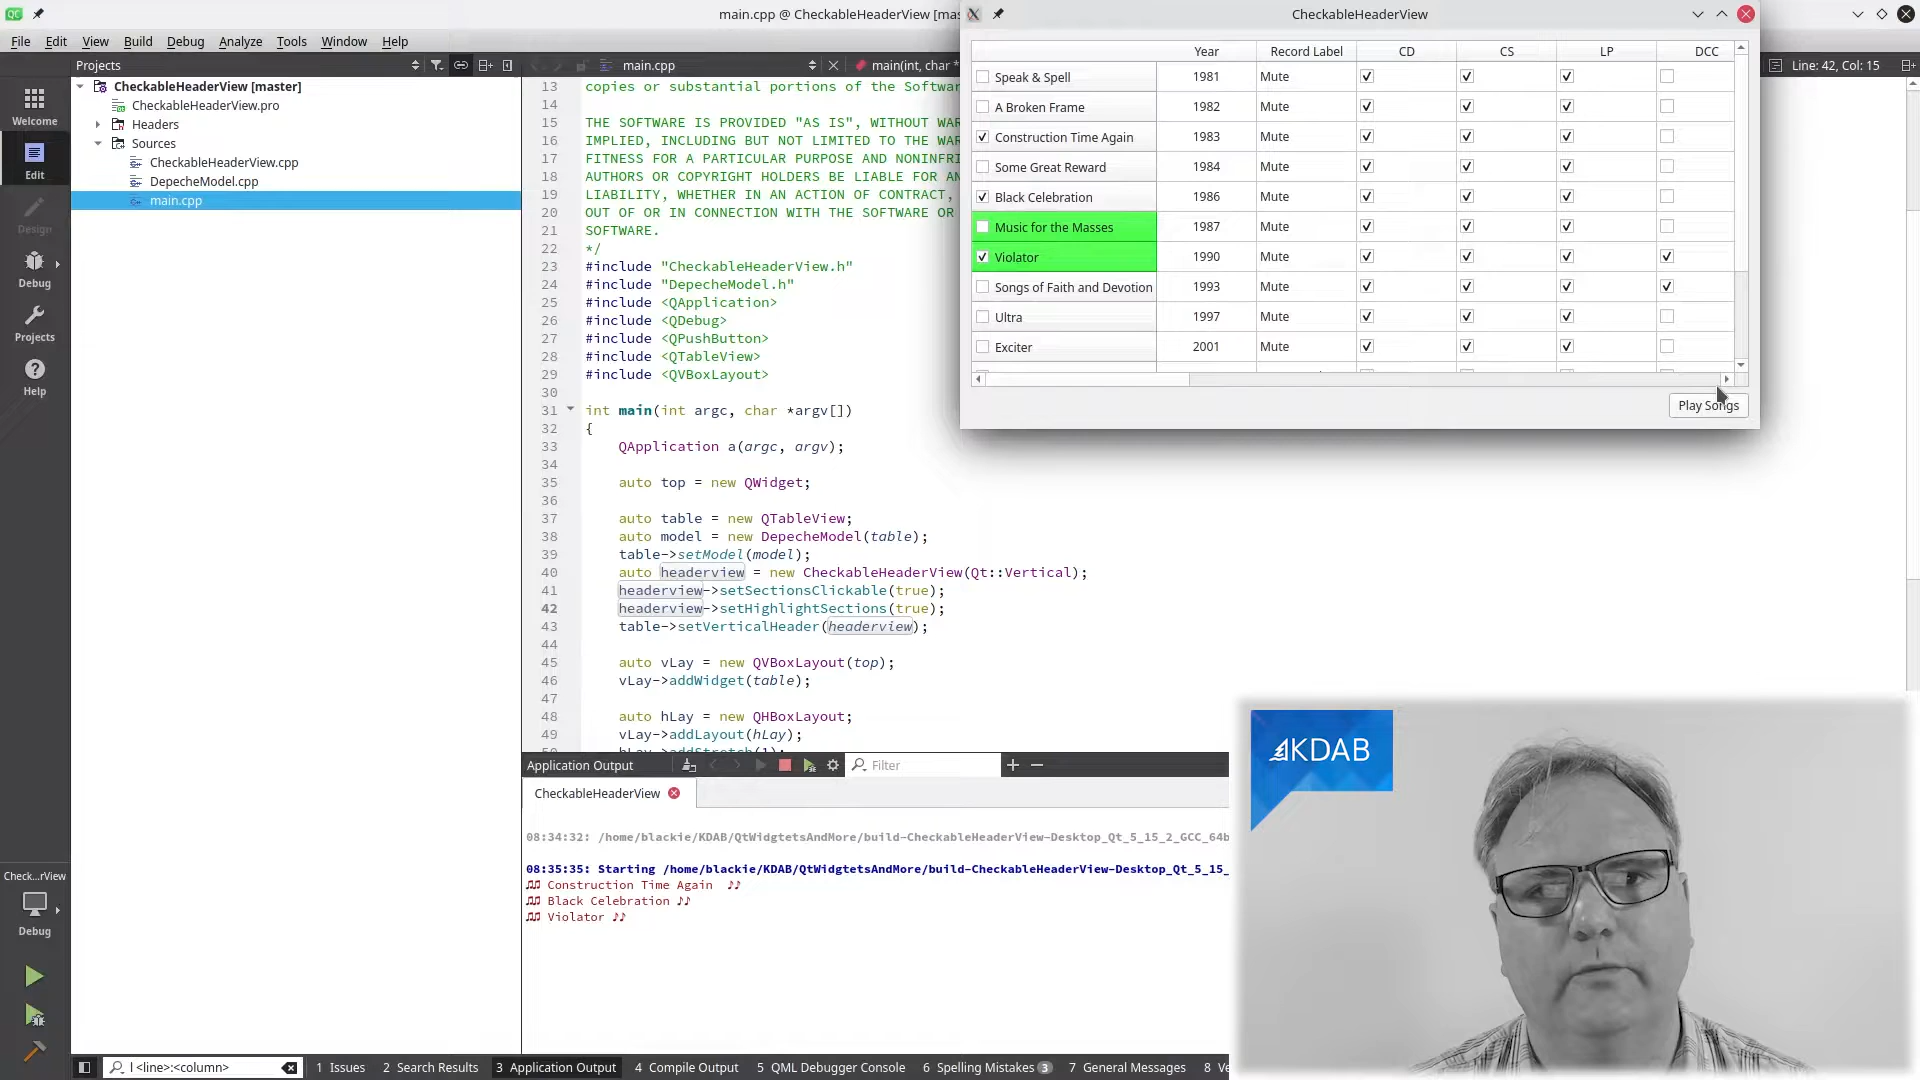 main.cpp @ CheckableHeaderView [mas
CheckableHeaderView
File Edit View Build Debug Analyze Tools Window Help
Projects
main.cpp
main(int, char *
Line: 42, Col: 15
Welcome
Edit
Design
Debug
Projects
Help
Check...rView
Debug
CheckableHeaderView [master]
CheckableHeaderView.pro
Headers
Sources
CheckableHeaderView.cpp
DepecheModel.cpp
main.cpp
13 copies or substantial portions of the Softwar
14
15 THE SOFTWARE IS PROVIDED "AS IS", WITHOUT WAR
16 IMPLIED, INCLUDING BUT NOT LIMITED TO THE WAR
17 FITNESS FOR A PARTICULAR PURPOSE AND NONINFRI
18 AUTHORS OR COPYRIGHT HOLDERS BE LIABLE FOR AN
19 LIABILITY, WHETHER IN AN ACTION OF CONTRACT,
20 OUT OF OR IN CONNECTION WITH THE SOFTWARE OR
21 SOFTWARE.
22 */
23 #include "CheckableHeaderView.h"
24 #include "DepecheModel.h"
25 #include <QApplication>
26 #include <QDebug>
27 #include <QPushButton>
28 #include <QTableView>
29 #include <QVBoxLayout>
30
31 int main(int argc, char *argv[])
32 {
33 QApplication a(argc, argv);
34
35 auto top = new QWidget;
36
37 auto table = new QTableView;
38 auto model = new DepecheModel(table);
39 table->setModel(model);
40 auto headerview = new CheckableHeaderView(Qt::Vertical);
41 headerview->setSectionsClickable(true);
42 headerview->setHighlightSections(true);
43 table->setVerticalHeader(headerview);
44
45 auto vLay = new QVBoxLayout(top);
46 vLay->addWidget(table);
47
48 auto hLay = new QHBoxLayout;
49 vLay->addLayout(hLay);
50 hLay->addStretch(1);
Year Record Label CD CS LP DCC
Speak & Spell 1981 Mute
A Broken Frame 1982 Mute
Construction Time Again 1983 Mute
Some Great Reward 1984 Mute
Black Celebration 1986 Mute
Music for the Masses 1987 Mute
Violator 1990 Mute
Songs of Faith and Devotion 1993 Mute
Ultra 1997 Mute
Exciter 2001 Mute
Play Songs
Application Output
Filter
CheckableHeaderView
08:34:32: /home/blackie/KDAB/QtWidgtetsAndMore/build-CheckableHeaderView-Desktop_Qt_5_15_2_GCC_64b
08:35:35: Starting /home/blackie/KDAB/QtWidgtetsAndMore/build-CheckableHeaderView-Desktop_Qt_5_15_
🎝🎝 Construction Time Again ♪♪
🎝🎝 Black Celebration ♪♪
🎝🎝 Violator ♪♪
KDAB
l <line>:<column>
1 Issues 2 Search Results 3 Application Output 4 Compile Output 5 QML Debugger Console 6 Spelling Mistakes 3 7 General Messages 8 Ve